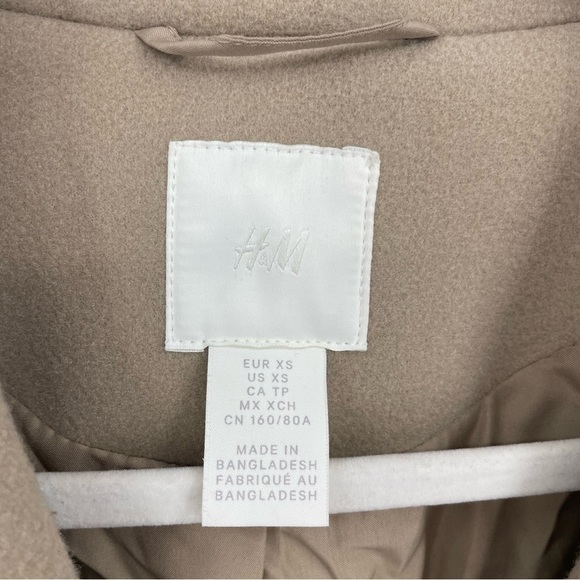 H&M
EUR XS
US XS
CA TP
MX XCH
CN 160/80A
MADE IN
BANGLADESH
FABRIQUÉ AU
BANGLADESH